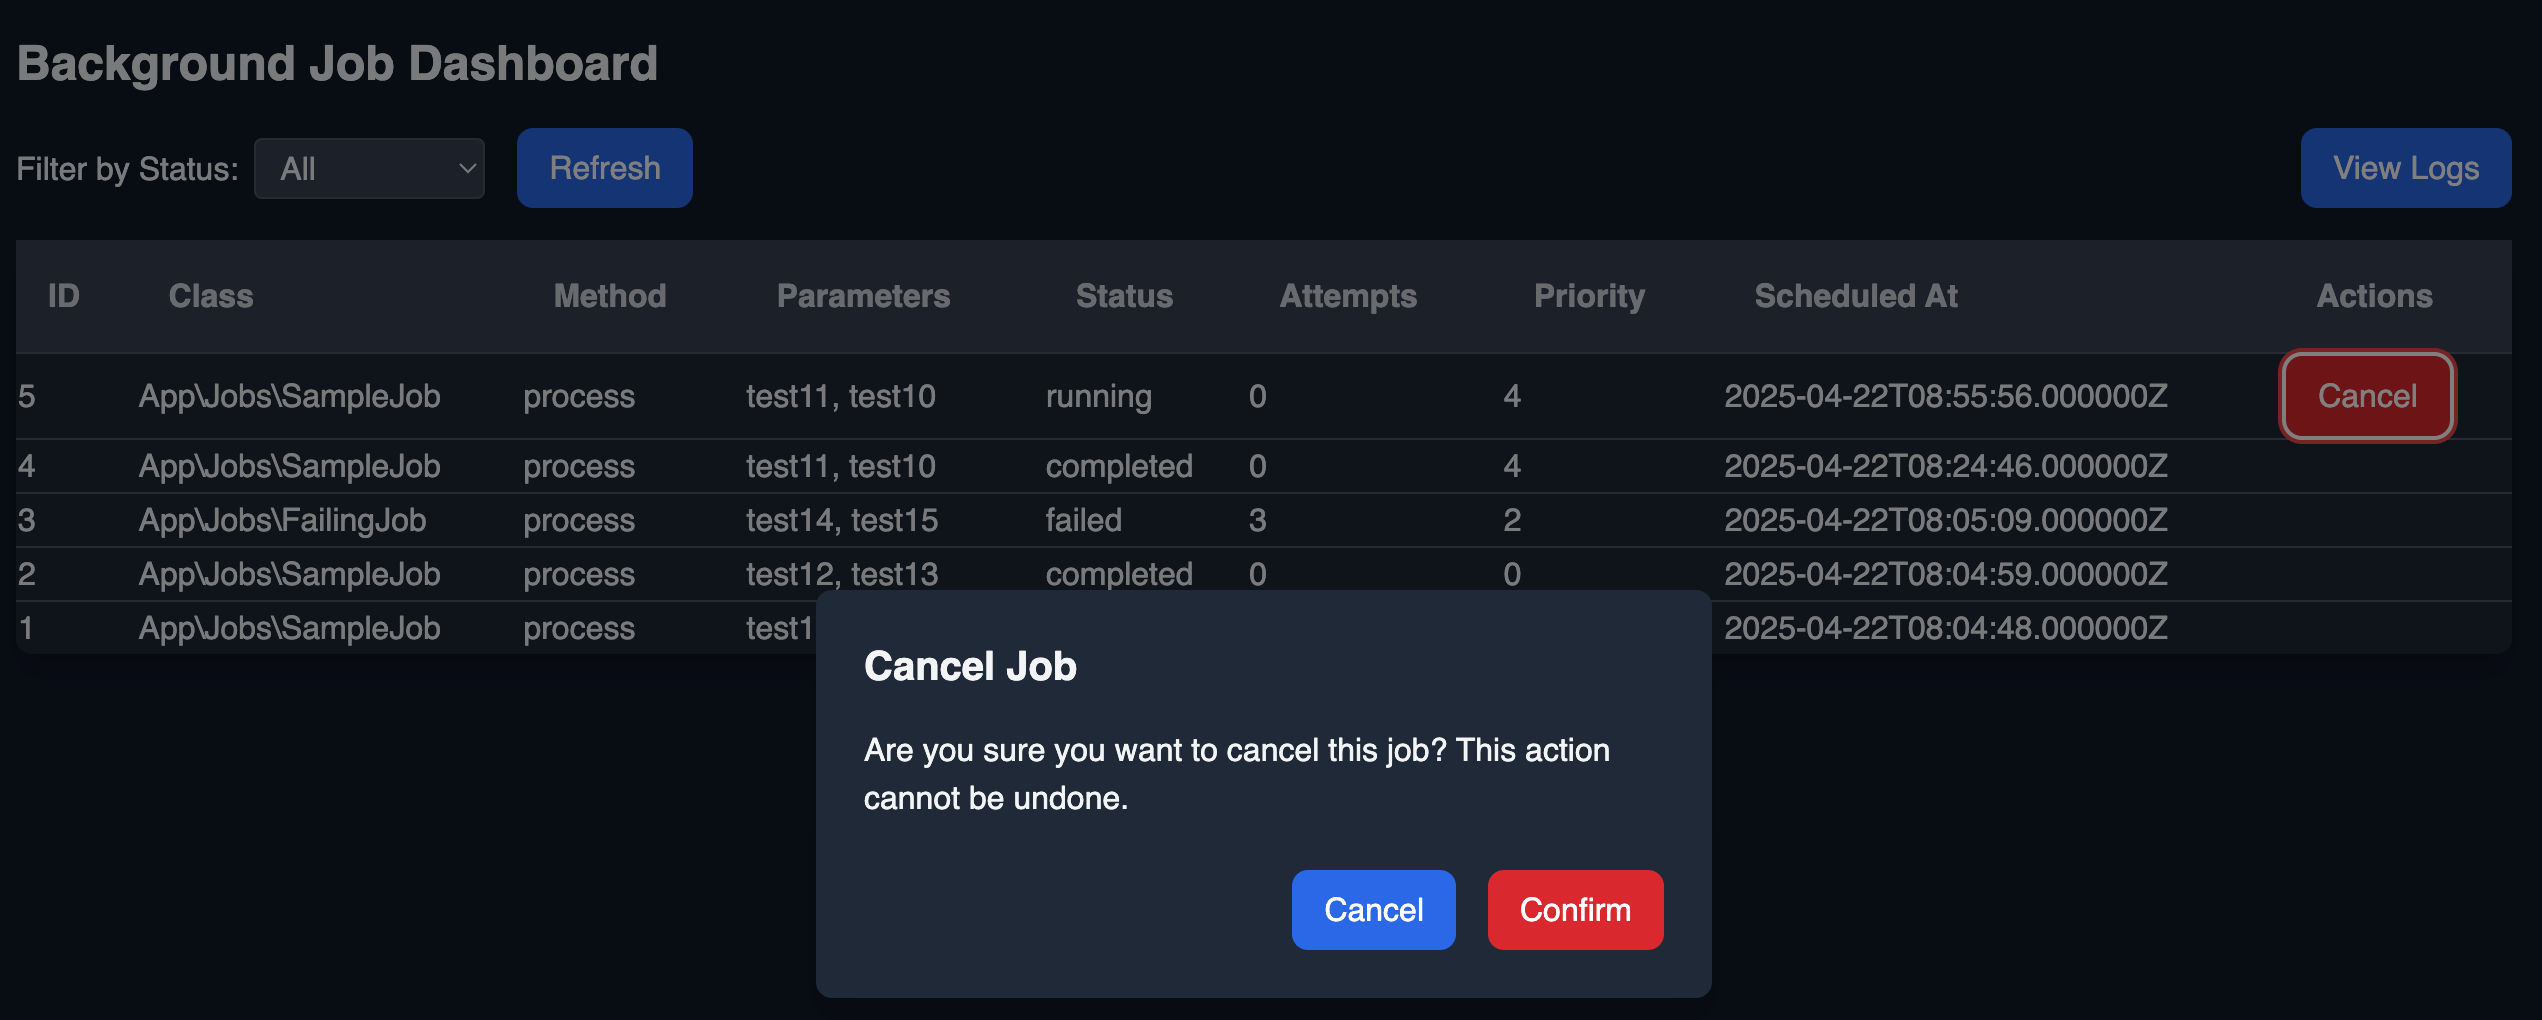 Background Job Dashboard
Filter by Status: All Refresh View Logs
ID Class Method Parameters Status Attempts Priority Scheduled At Actions
5 App\Jobs\SampleJob process test11, test10 running 0 4 2025-04-22T08:55:56.000000Z Cancel
4 App\Jobs\SampleJob process test11, test10 completed 0 4 2025-04-22T08:24:46.000000Z
3 App\Jobs\FailingJob process test14, test15 failed 3 2 2025-04-22T08:05:09.000000Z
2 App\Jobs\SampleJob process test12, test13 completed 0 0 2025-04-22T08:04:59.000000Z
1 App\Jobs\SampleJob process 2025-04-22T08:04:48.000000Z
Cancel Job
Are you sure you want to cancel this job? This action
cannot be undone.
Cancel Confirm